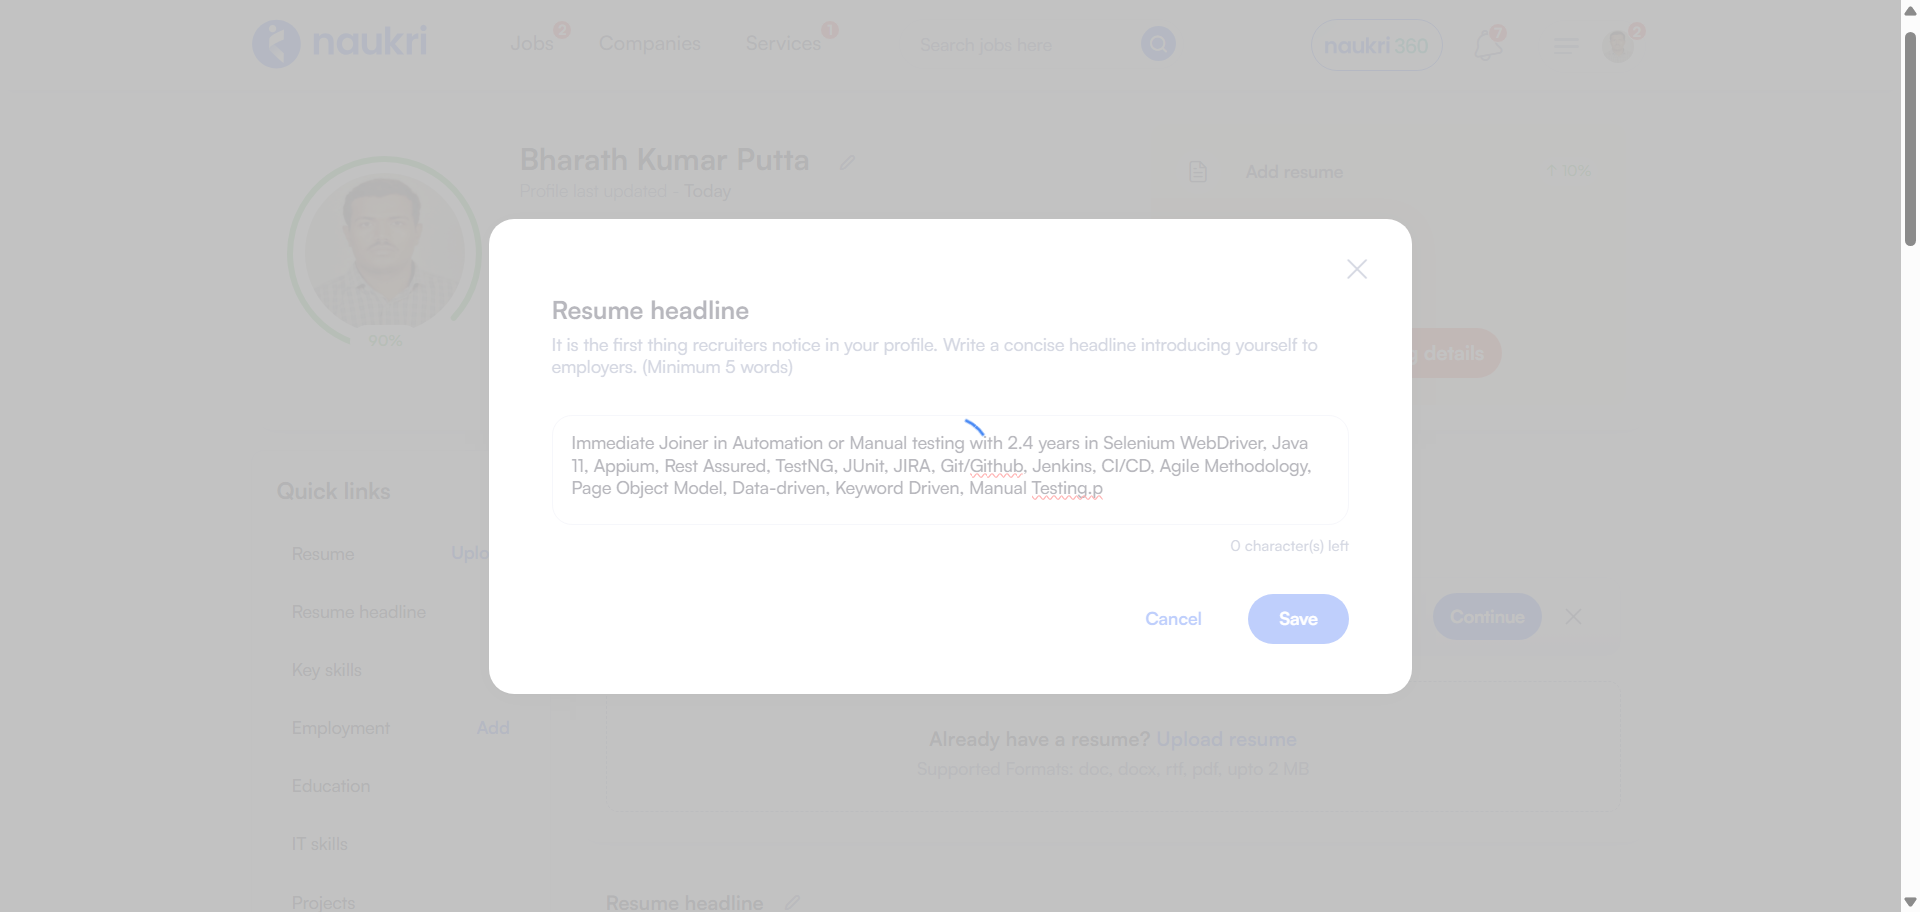 naukri
Jobs
2
Companies
Services
1
Search jobs here
naukri 360
7
2
Bharath Kumar Putta
Profile last updated - Today
Add resume
10%
90%
Resume headline
It is the first thing recruiters notice in your profile. Write a concise headline introducing yourself to
employers. (Minimum 5 words)
g details
Immediate Joiner in Automation or Manual testing with 2.4 years in Selenium WebDriver, Java
11, Appium, Rest Assured, TestNG, JUnit, JIRA, Git/Github, Jenkins, CI/CD, Agile Methodology,
Page Object Model, Data-driven, Keyword Driven, Manual Testing.p
0 character(s) left
Cancel
Save
Quick links
Resume
Uplo
Resume headline
Key skills
Employment
Add
Education
IT skills
Projects
Continue
Already have a resume? Upload resume
Supported Formats: doc, docx, rtf, pdf, upto 2 MB
Resume headline